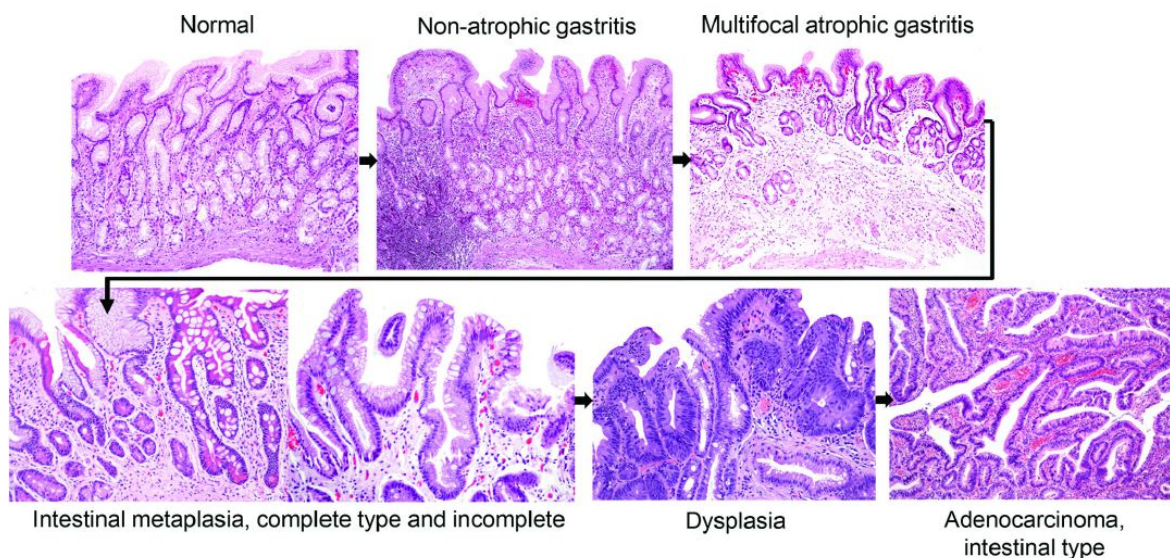 Normal
Non-atrophic gastritis
Multifocal atrophic gastritis
Intestinal metaplasia, complete type and incomplete
Dysplasia
Adenocarcinoma,
intestinal type